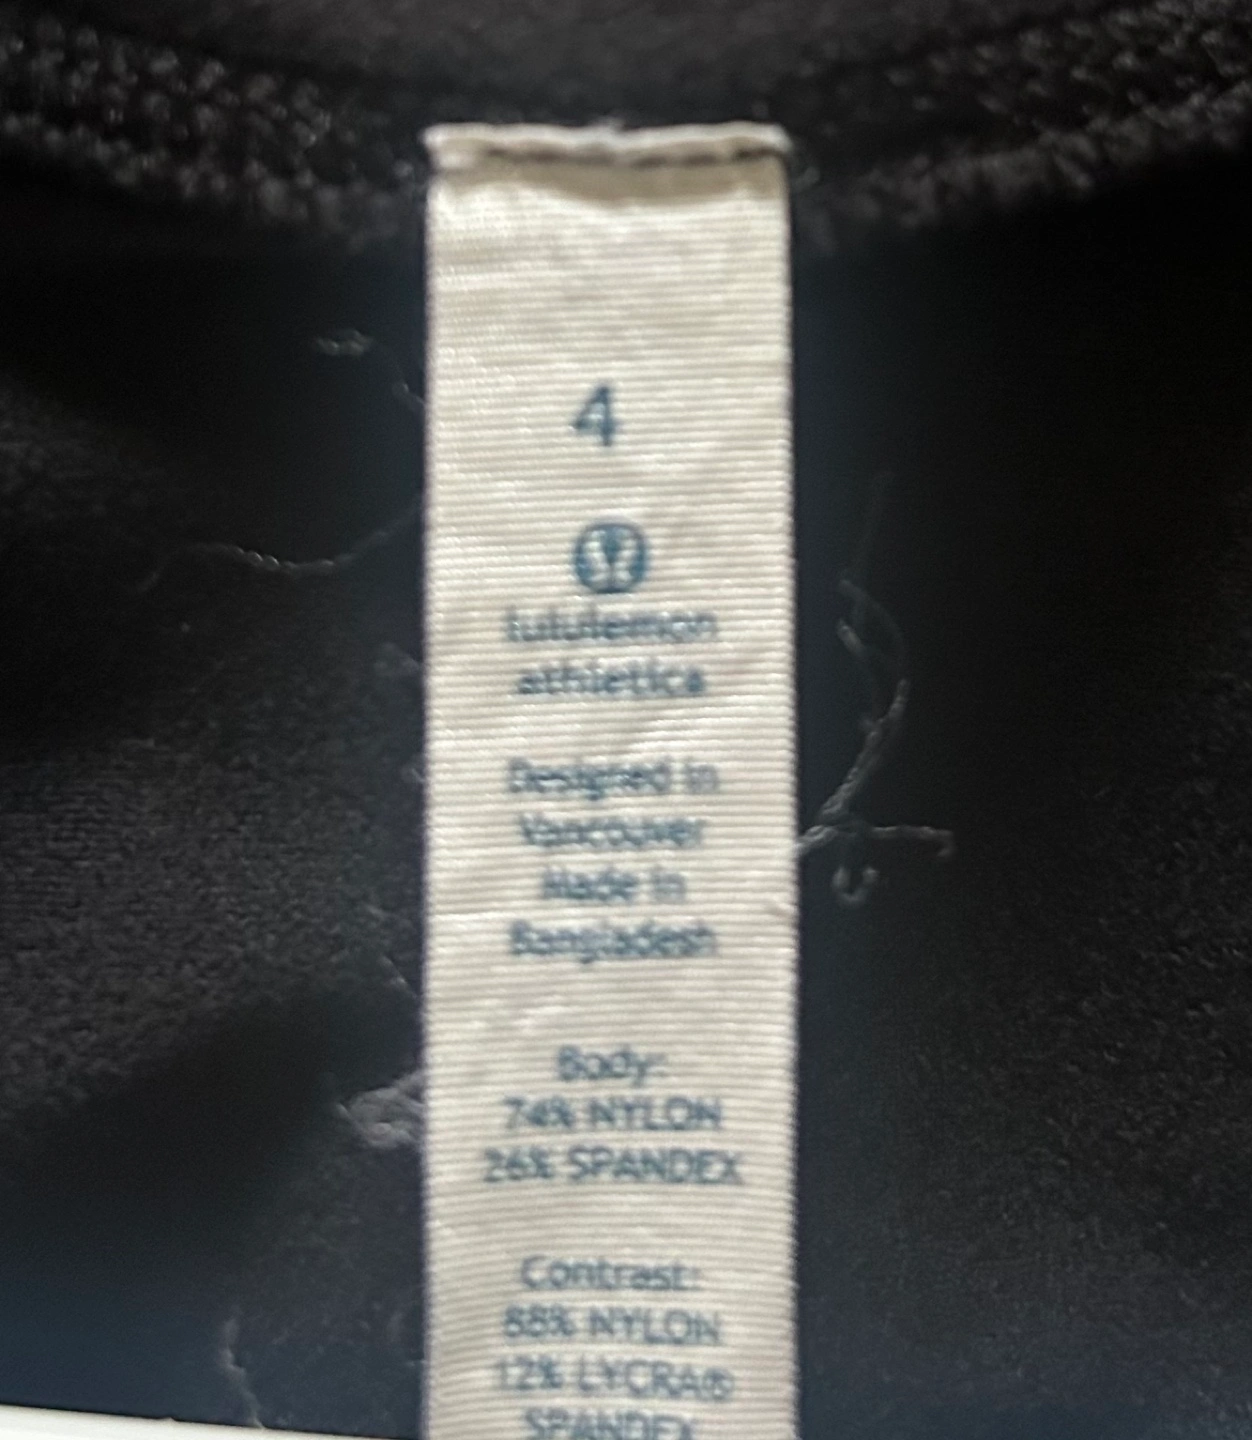 4
lululemon
athletica
Designed in
Vancouver
Made in
Bangladesh
Body:
74% NYLON
26% SPANDEX
Contrast:
88% NYLON
12% LYCRA®
SPANDEX